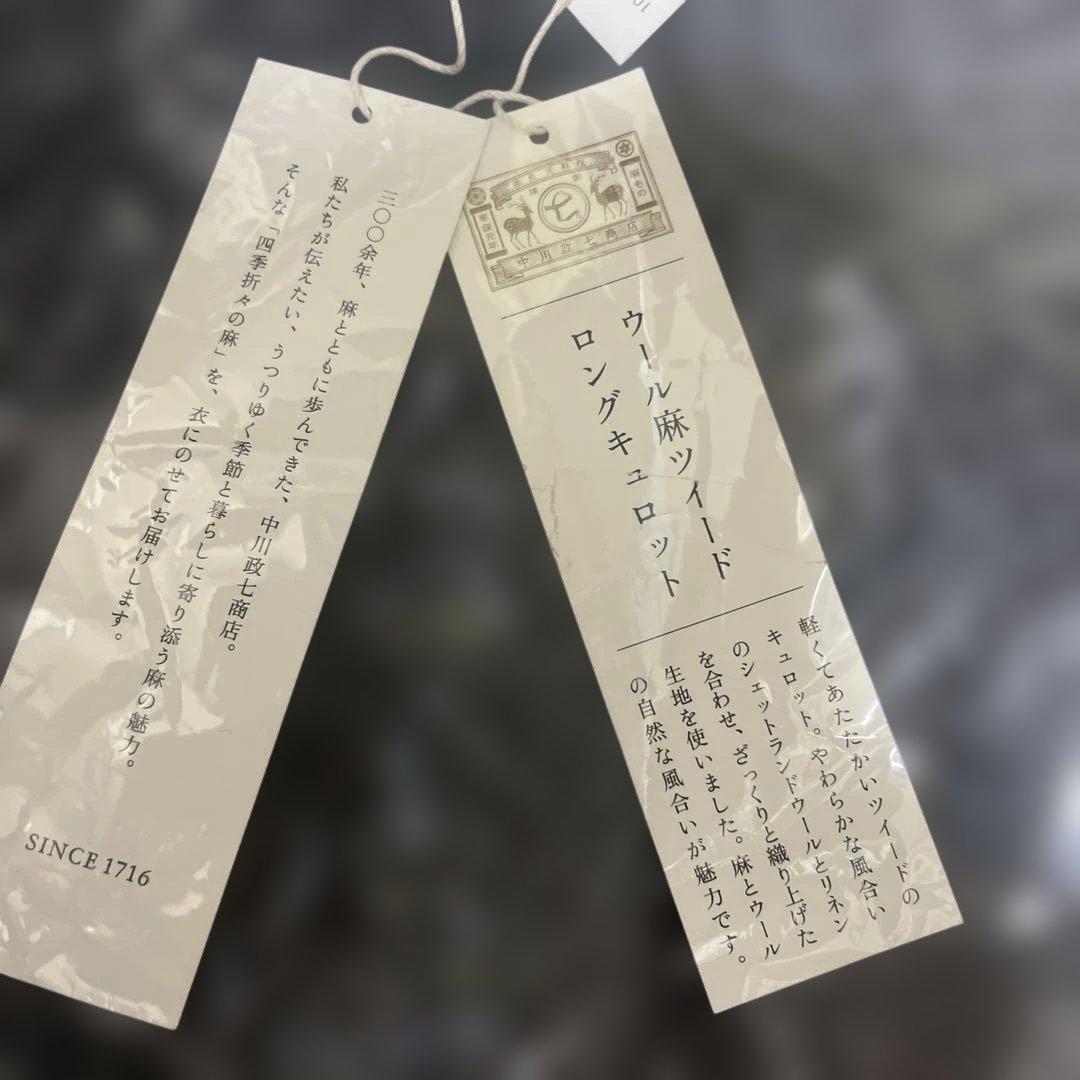 三〇〇余年、麻とともに歩んできた、中川政七商店。
私たちが伝えたい、うつりゆく季節と暮らしに寄り添う麻の魅力。
そんな「四季折々の麻」を、衣にのせてお届けします。
SINCE 1716
七
麻もの
中川政七商店
ウール麻ツイード
ロングキュロット
軽くてあたたかいツイードの
キュロット。やわらかな風合い
のシェットランドウールとリネン
を合わせ、ざっくりと織り上げた
生地を使いました。麻とウール
の自然な風合いが魅力です。